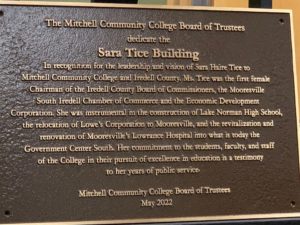 The Mitchell Community College Board of Trustees
dedicate the
Sara Tice Building
In recognition for the leadership and vision of Sara Haire Tice to
Mitchell Community College and Iredell County. Ms. Tice was the first female
Chairman of the Iredell County Board of Commissioners, the Mooresville
South Iredell Chamber of Commerce and the Economic Development
Corporation. She was instrumental in the construction of Lake Norman High School,
the relocation of Lowe's Corporation to Mooresville, and the revitalization and
renovation of Mooresville's Lowrance Hospital into what is today the
Government Center South. Her commitment to the students, faculty, and staff
of the College in their pursuit of excellence in education is a testimony
to her years of public service.
Mitchell Community College Board of Trustees
May 2022